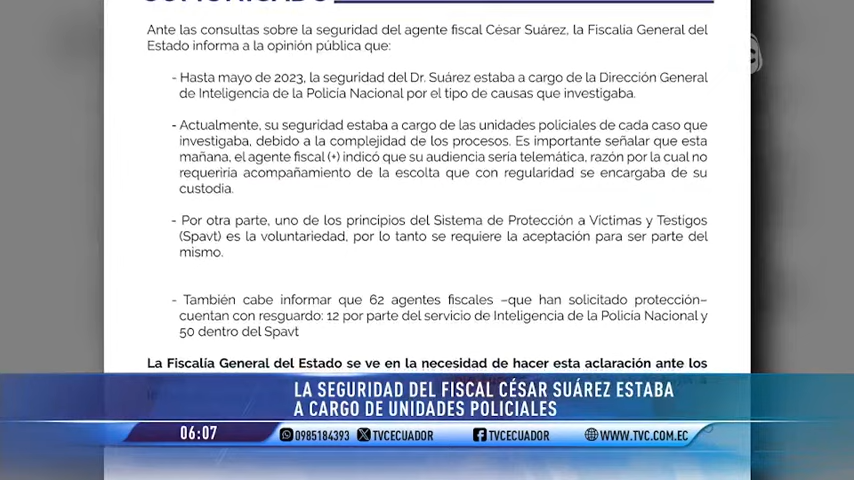 COMUNICADO
Ante las consultas sobre la seguridad del agente fiscal César Suárez, la Fiscalía General del
Estado informa a la opinión pública que:
- Hasta mayo de 2023, la seguridad del Dr. Suárez estaba a cargo de la Dirección General
de Inteligencia de la Policía Nacional por el tipo de causas que investigaba.
- Actualmente, su seguridad estaba a cargo de las unidades policiales de cada caso que
investigaba, debido a la complejidad de los procesos. Es importante señalar que esta
mañana, el agente fiscal (+) indicó que su audiencia sería telemática, razón por la cual no
requeriría acompañamiento de la escolta que con regularidad se encargaba de su
custodia.
- Por otra parte, uno de los principios del Sistema de Protección a Víctimas y Testigos
(Spavt) es la voluntariedad, por lo tanto se requiere la aceptación para ser parte del
mismo.
- También cabe informar que 62 agentes fiscales –que han solicitado protección–
cuentan con resguardo: 12 por parte del servicio de Inteligencia de la Policía Nacional y
50 dentro del Spavt
La Fiscalía General del Estado se ve en la necesidad de hacer esta aclaración ante los
LA SEGURIDAD DEL FISCAL CÉSAR SUÁREZ ESTABA
A CARGO DE UNIDADES POLICIALES
06:07 0985184393 TVCECUADOR TVCECUADOR WWW.TVC.COM.EC